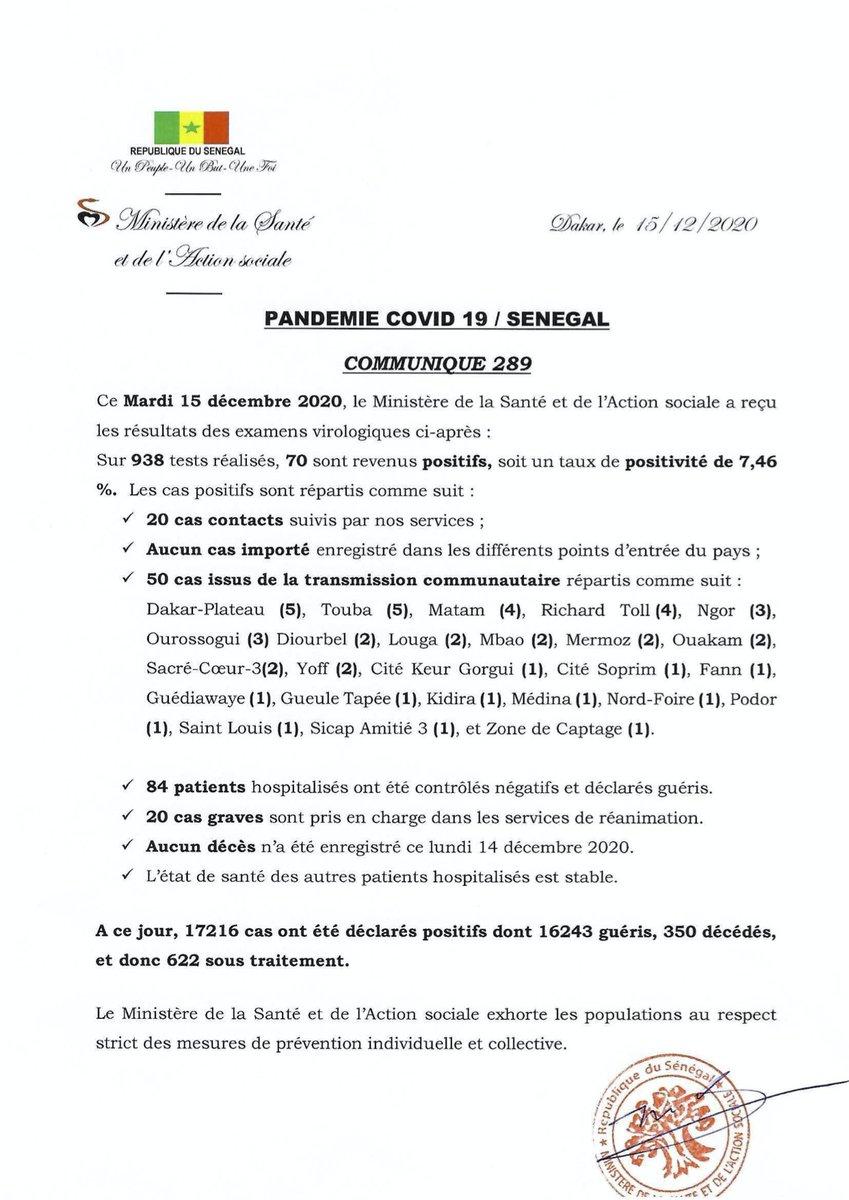 REPUBLIQUE DU SENEGAL
Un Peuple-Un But-Une Foi
Ministère de la Santé
et de l'Action sociale
Dakar, le 15/12/2020
PANDEMIE COVID 19 / SENEGAL
COMMUNIQUE 289
Ce Mardi 15 décembre 2020, le Ministère de la Santé et de l'Action sociale a reçu
les résultats des examens virologiques ci-après :
Sur 938 tests réalisés, 70 sont revenus positifs, soit un taux de positivité de 7,46
%. Les cas positifs sont répartis comme suit :
✓ 20 cas contacts suivis par nos services ;
✓ Aucun cas importé enregistré dans les différents points d'entrée du pays ;
✓ 50 cas issus de la transmission communautaire répartis comme suit :
Dakar-Plateau (5), Touba (5), Matam (4), Richard Toll (4), Ngor (3),
Ourossogui (3) Diourbel (2), Louga (2), Mbao (2), Mermoz (2), Ouakam (2),
Sacré-Cœur-3(2), Yoff (2), Cité Keur Gorgui (1), Cité Soprim (1), Fann (1),
Guédiawaye (1), Gueule Tapée (1), Kidira (1), Médina (1), Nord-Foire (1), Podor
(1), Saint Louis (1), Sicap Amitié 3 (1), et Zone de Captage (1).
✓ 84 patients hospitalisés ont été contrôlés négatifs et déclarés guéris.
✓ 20 cas graves sont pris en charge dans les services de réanimation.
✓ Aucun décès n'a été enregistré ce lundi 14 décembre 2020.
✓ L'état de santé des autres patients hospitalisés est stable.
A ce jour, 17216 cas ont été déclarés positifs dont 16243 guéris, 350 décédés,
et donc 622 sous traitement.
Le Ministère de la Santé et de l'Action sociale exhorte les populations au respect
strict des mesures de prévention individuelle et collective.
République du Sénégal
ET DE L'ACTION SOCIALE